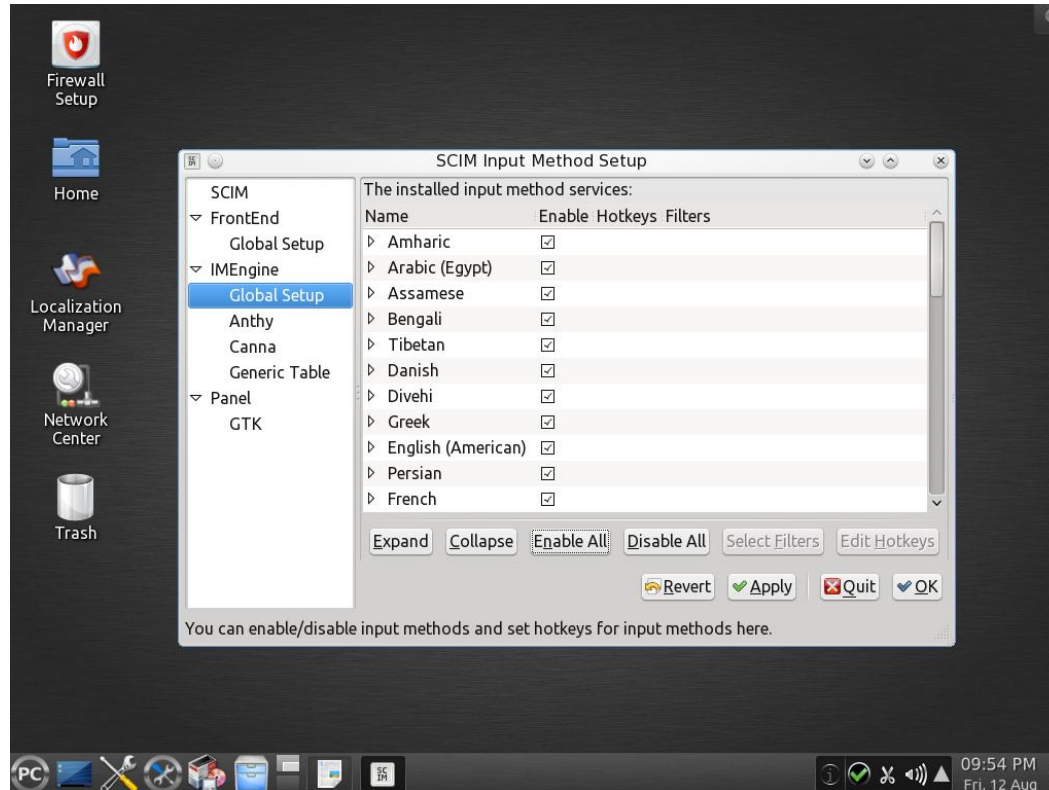 Firewall
Setup
Home
Localization
Manager
Network
Center
Trash
SCIM Input Method Setup
SCIM
FrontEnd
Global Setup
IMEngine
Global Setup
Anthy
Canna
Generic Table
Panel
GTK
The installed input method services:
Name Enable Hotkeys Filters
Amharic
Arabic (Egypt)
Assamese
Bengali
Tibetan
Danish
Divehi
Greek
English (American)
Persian
French
Expand Collapse Enable All Disable All Select Filters Edit Hotkeys
Revert Apply Quit OK
You can enable/disable input methods and set hotkeys for input methods here.
PC
SC
IM
09:54 PM
Fri, 12 Aug